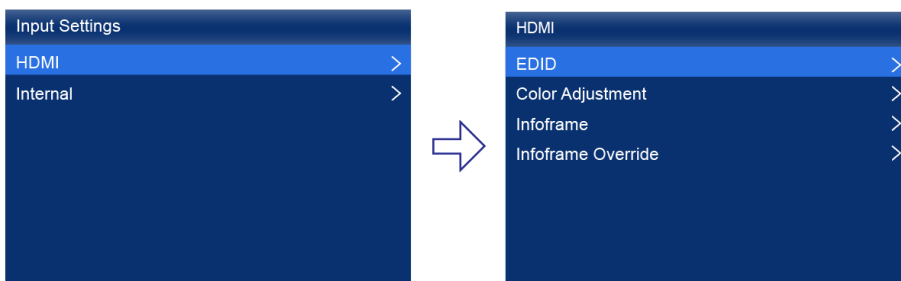 Input Settings
HDMI
Internal
HDMI
EDID
Color Adjustment
Infoframe
Infoframe Override